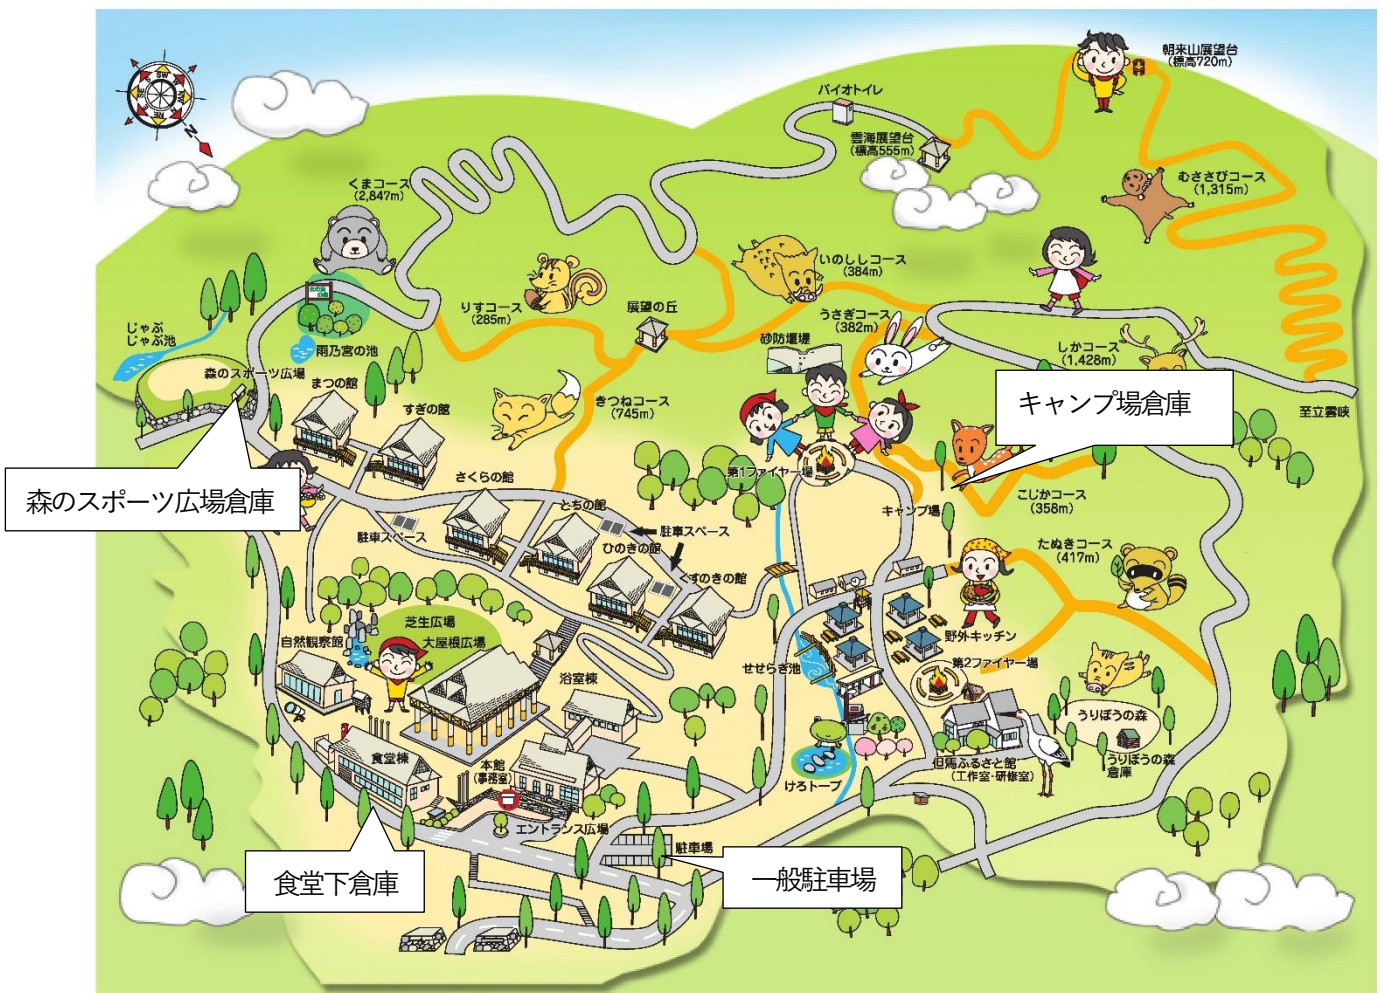 朝来山展望台
(標高720m)
バイオトイレ
雲海展望台
(標高555m)
SW
NE
N
くまコース
(2,847m)
むささびコース
(1,315m)
いのししコース
(384m)
りすコース
(285m)
展望の丘
うさぎコース
(382m)
砂防堰堤
じゃぶ
じゃぶ池
雨乃宮の池
しかコース
(1,428m)
森のスポーツ広場
まつの館
すぎの館
きつねコース
(745m)
キャンプ場倉庫
至立雲峡
森のスポーツ広場倉庫
さくらの館
第1ファイヤー場
とちの館
駐車スペース
駐車スペース
キャンプ場
こじかコース
(358m)
ひのきの館
くすのきの館
たぬきコース
(417m)
芝生広場
大屋根広場
自然観察館
野外キッチン
浴室棟
せせらぎ池
第2ファイヤー場
うりぼうの森
食堂棟
本館
(事務室)
けろトープ
但馬ふるさと館
(工作室・研修室)
うりぼうの森
倉庫
エントランス広場
駐車場
食堂下倉庫
一般駐車場